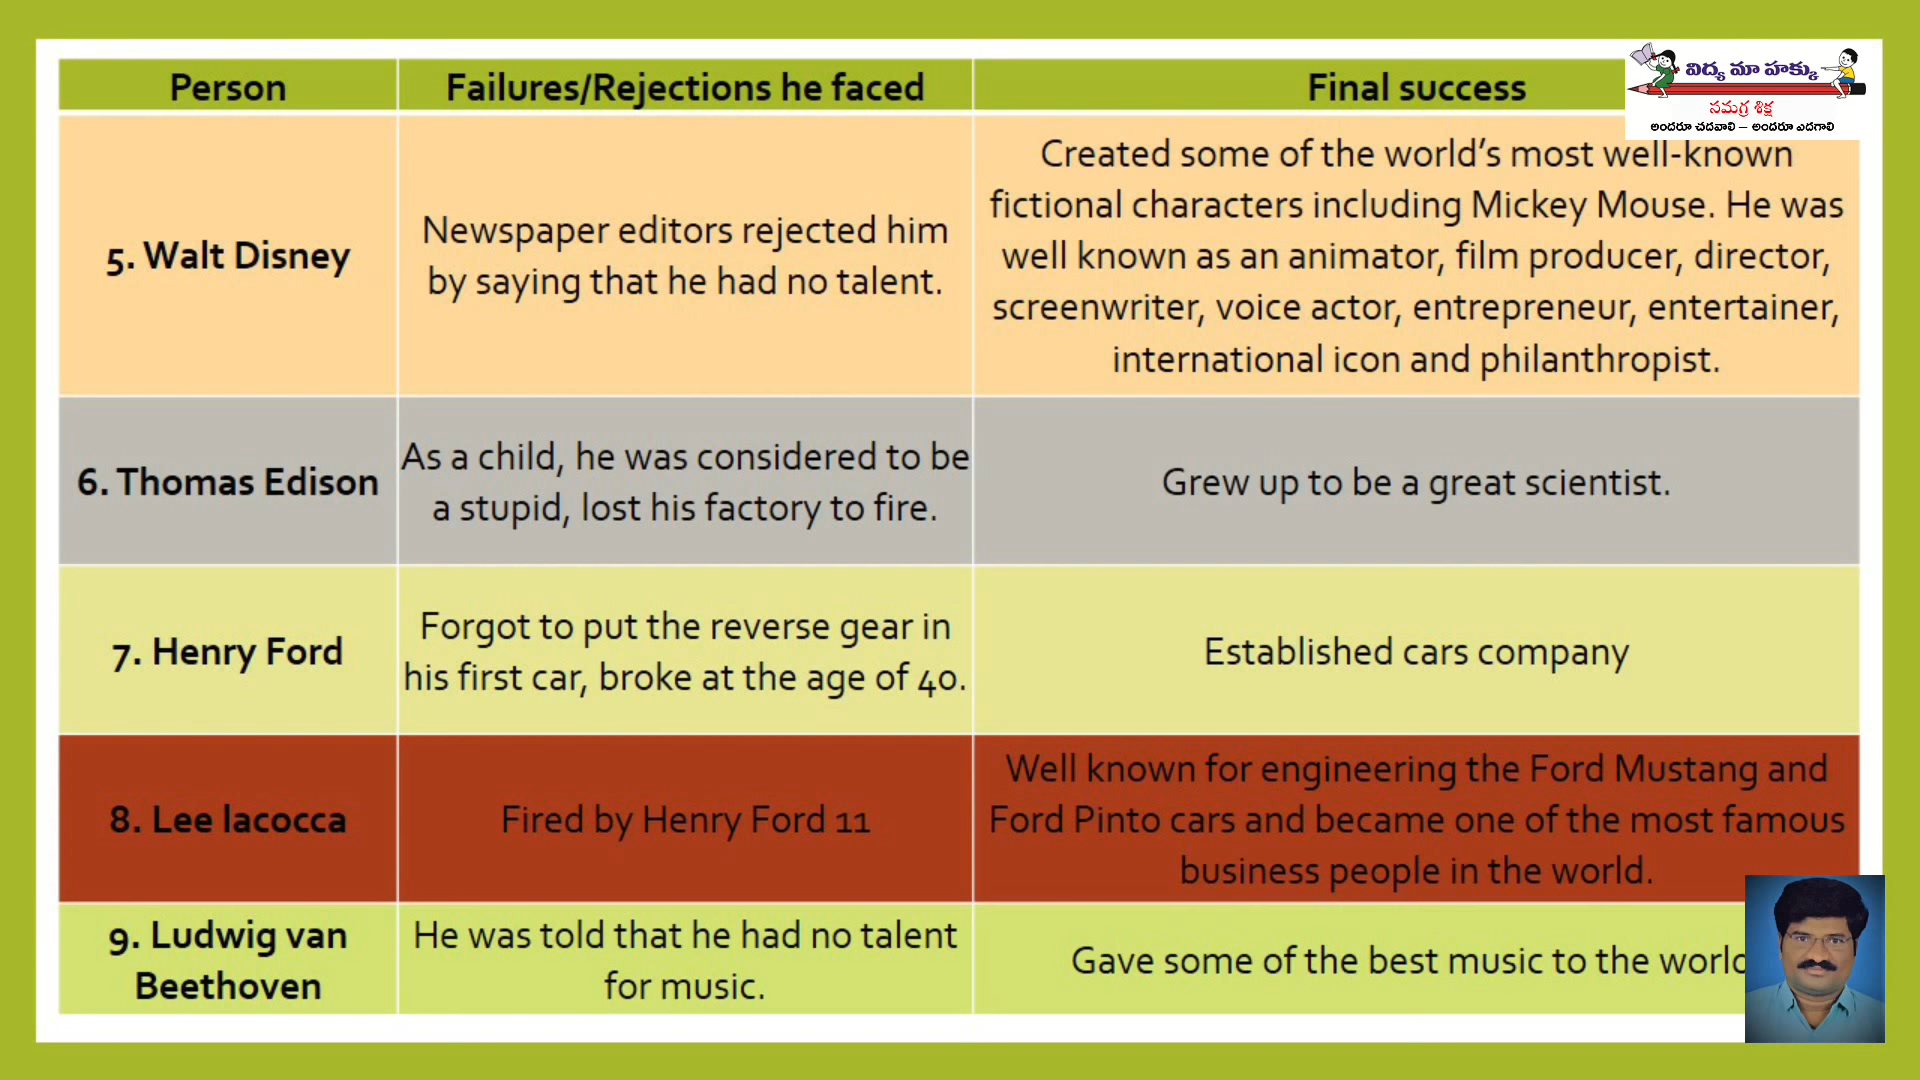 Person
Failures/Rejections he faced
Final success
విద్య మా హక్కు
సమగ్ర శిక్ష
అందరూ చదవాలి – అందరూ ఎదగాలి
5. Walt Disney
Newspaper editors rejected him
by saying that he had no talent.
Created some of the world’s most well-known
fictional characters including Mickey Mouse. He was
well known as an animator, film producer, director,
screenwriter, voice actor, entrepreneur, entertainer,
international icon and philanthropist.
6. Thomas Edison
As a child, he was considered to be
a stupid, lost his factory to fire.
Grew up to be a great scientist.
7. Henry Ford
Forgot to put the reverse gear in
his first car, broke at the age of 40.
Established cars company
8. Lee Iacocca
Fired by Henry Ford 11
Well known for engineering the Ford Mustang and
Ford Pinto cars and became one of the most famous
business people in the world.
9. Ludwig van
Beethoven
He was told that he had no talent
for music.
Gave some of the best music to the world